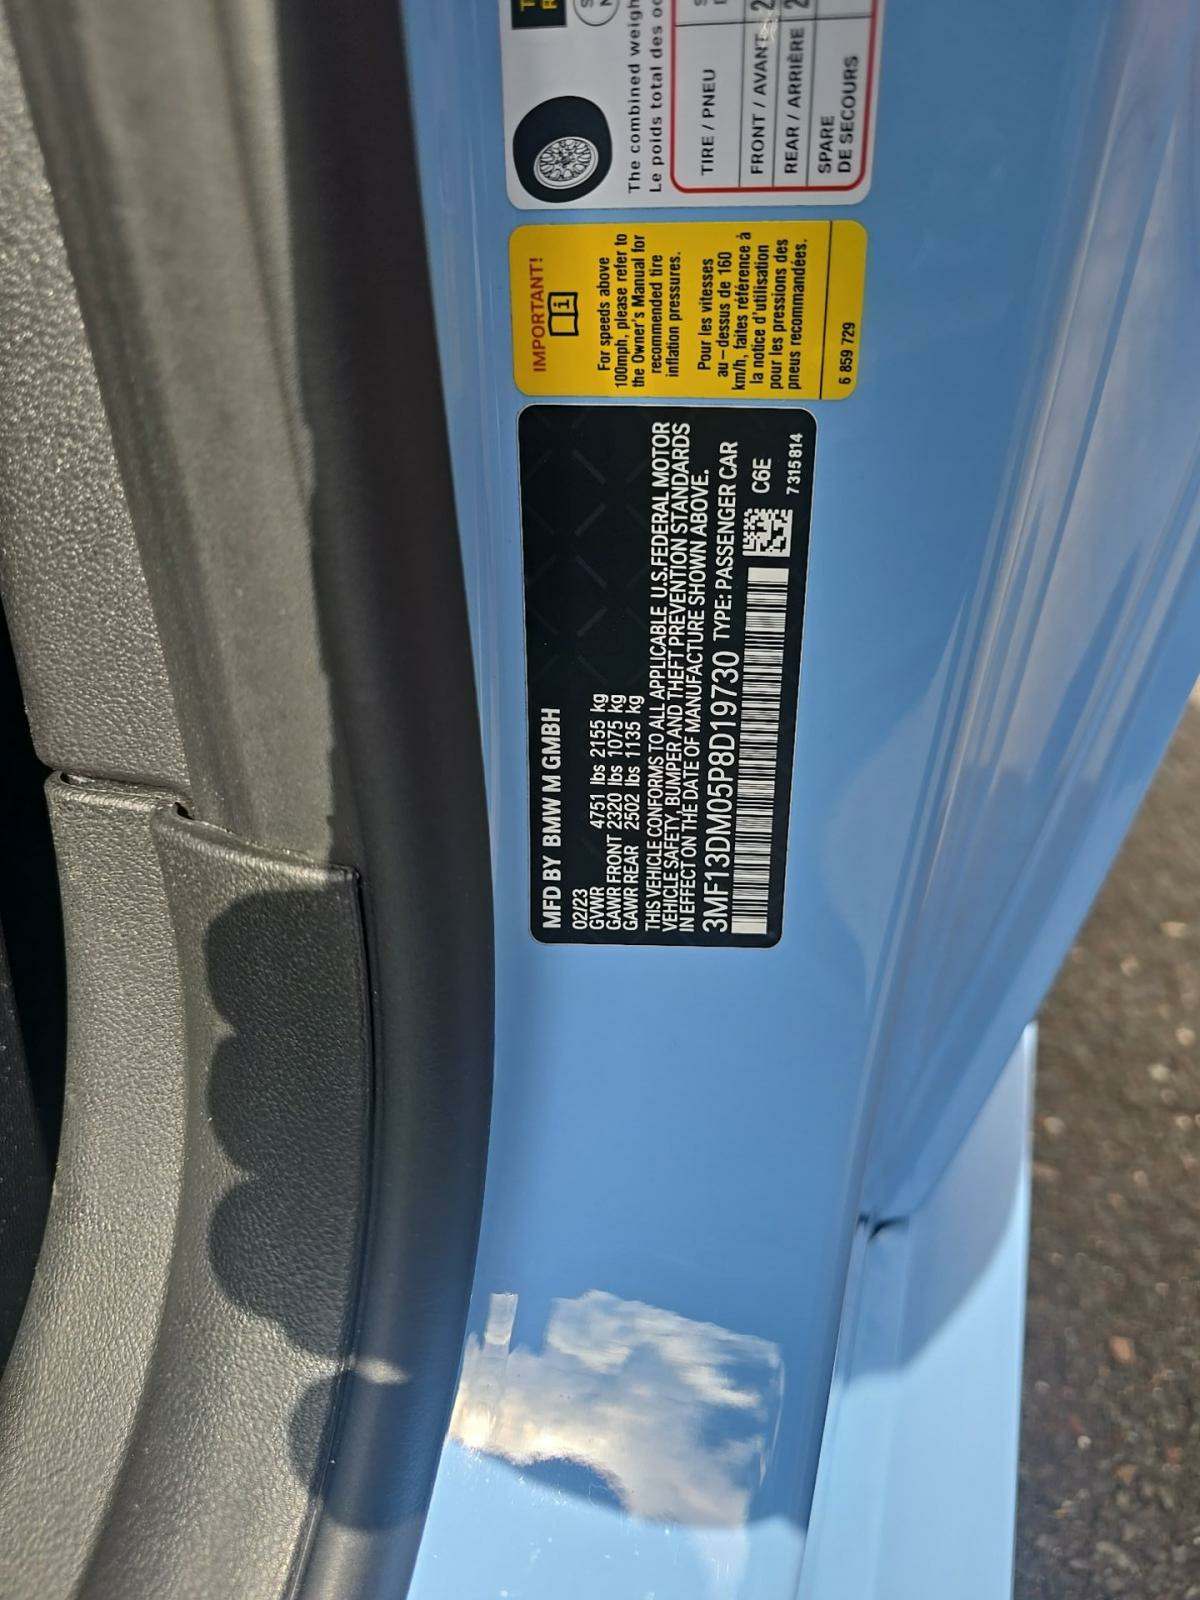 MFD BY BMW M GMBH
02/23
GVWR 4751 lbs 2155 kg
GAWR FRONT 2320 lbs 1075 kg
GAWR REAR 2502 lbs 1135 kg
THIS VEHICLE CONFORMS TO ALL APPLICABLE U.S.FEDERAL MOTOR
VEHICLE SAFETY, BUMPER AND THEFT PREVENTION STANDARDS
IN EFFECT ON THE DATE OF MANUFACTURE SHOWN ABOVE.
3MF13DM05P8D19730 TYPE: PASSENGER CAR
C6E
7315814
IMPORTANT!
For speeds above
100mph, please refer to
the Owner's Manual for
recommended tire
inflation pressures.
Pour les vitesses
au-dessus de 160
km/h, faites référence à
la notice d'utilisation
pour les pressions des
pneus recommandées.
6 859 729
The combined
Le poids total des
TIRE / PNEU
FRONT / AVANT
REAR / ARRIÈRE
SPARE
DE SECOURS